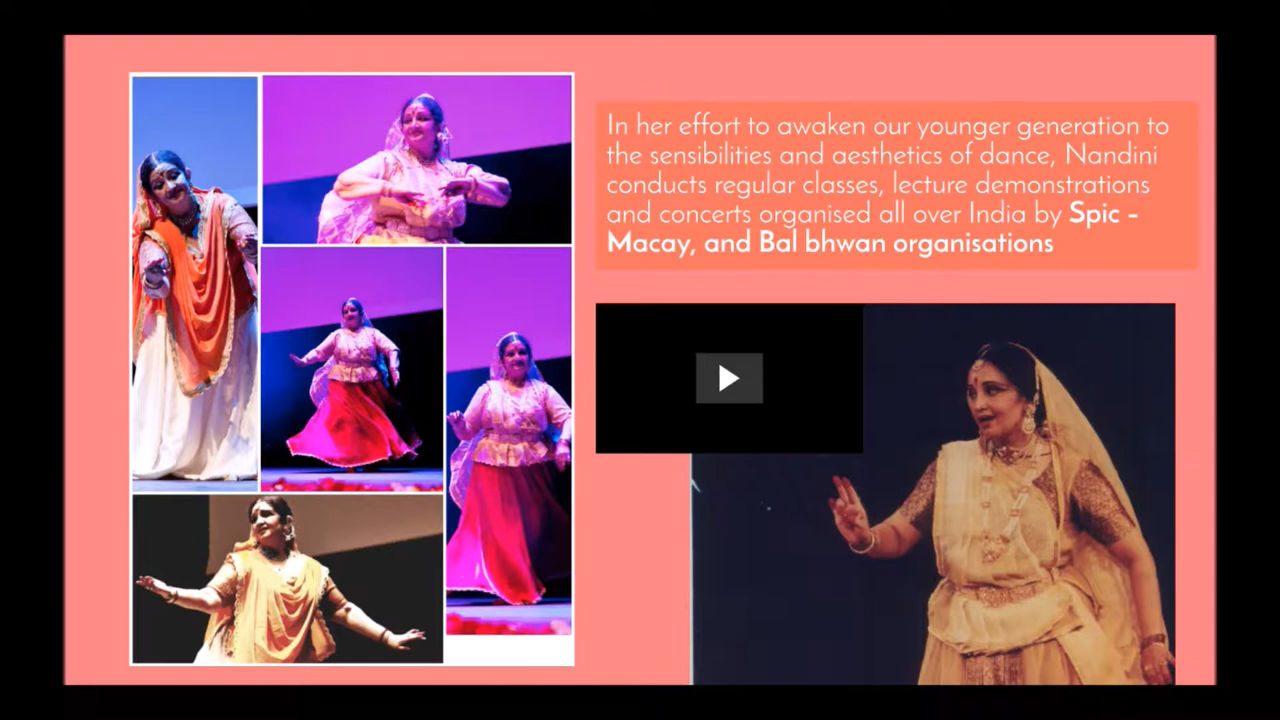 In her effort to awaken our younger generation to
the sensibilities and aesthetics of dance, Nandini
conducts regular classes, lecture demonstrations
and concerts organised all over India by Spic -
Macay, and Bal bhwan organisations